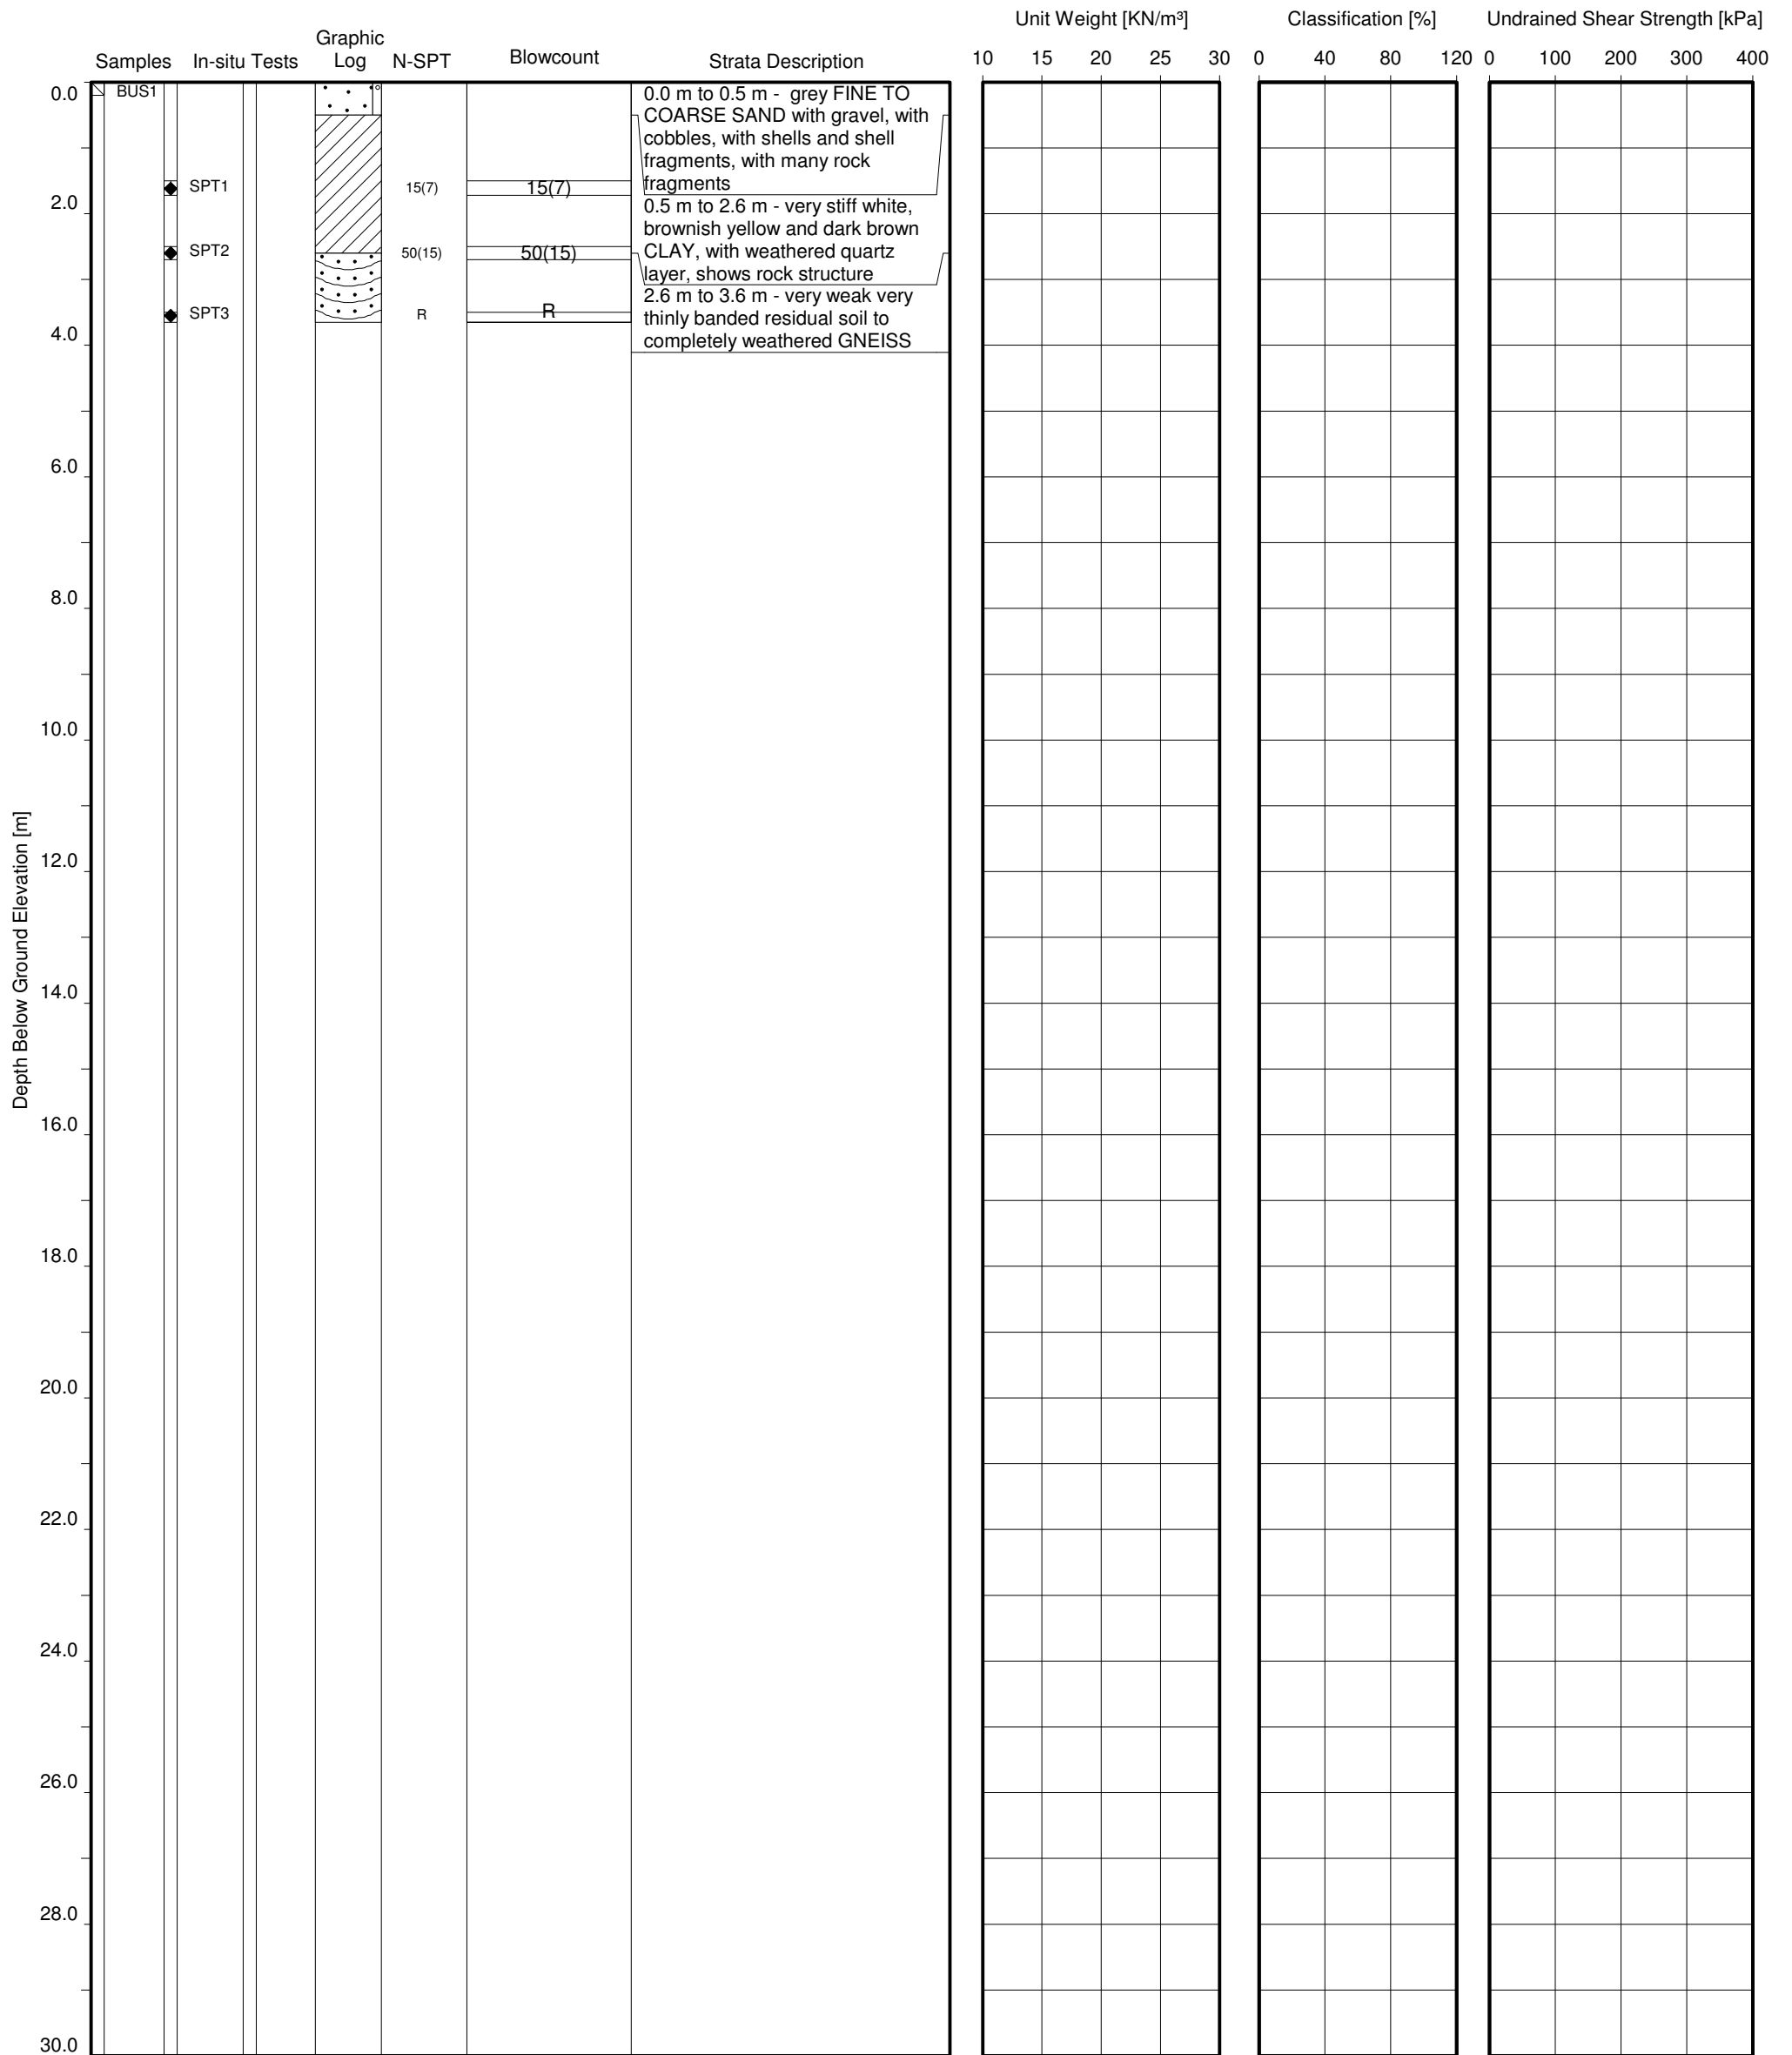 Unit Weight [KN/m³] Classification [%] Undrained Shear Strength [kPa]
Samples In-situ Tests Graphic Log N-SPT Blowcount Strata Description
10 15 20 25 30 0 40 80 120 0 100 200 300 400
0.0 BUS1
0.0 m to 0.5 m - grey FINE TO
COARSE SAND with gravel, with
cobbles, with shells and shell
fragments, with many rock
fragments
SPT1 15(7) 15(7)
2.0
0.5 m to 2.6 m - very stiff white,
brownish yellow and dark brown
CLAY, with weathered quartz
layer, shows rock structure
SPT2 50(15) 50(15)
2.6 m to 3.6 m - very weak very
thinly banded residual soil to
completely weathered GNEISS
SPT3 R R
4.0
6.0
8.0
10.0
12.0
14.0
16.0
18.0
20.0
22.0
24.0
26.0
28.0
30.0
Depth Below Ground Elevation [m]